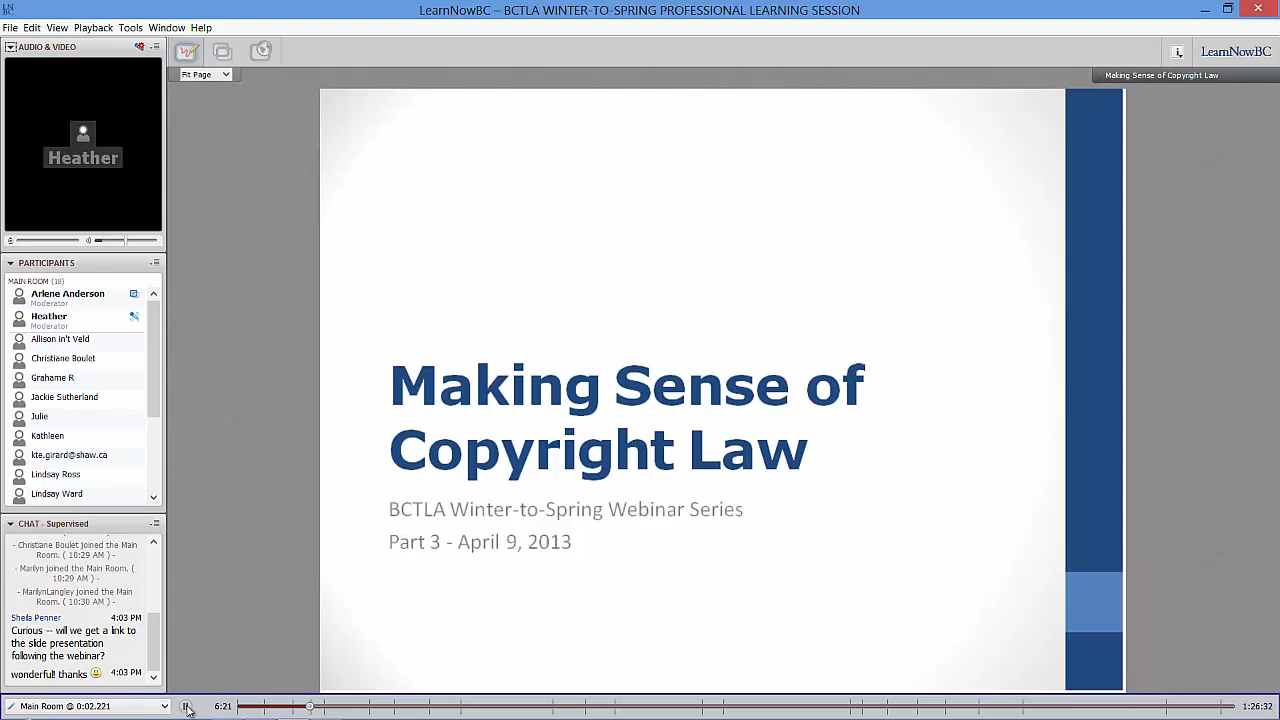 LN
BC
LearnNowBC – BCTLA WINTER-TO-SPRING PROFESSIONAL LEARNING SESSION
File Edit View Playback Tools Window Help
AUDIO & VIDEO
LearnNowBC
Fit Page
Making Sense of Copyright Law
Heather
PARTICIPANTS
MAIN ROOM (18)
Arlene Anderson
Moderator
Heather
Moderator
Allison in't Veld
Christiane Boulet
Grahame R
Jackie Sutherland
Julie
Kathleen
kte.girard@shaw.ca
Lindsay Ross
Lindsay Ward
Making Sense of
Copyright Law
BCTLA Winter-to-Spring Webinar Series
Part 3 - April 9, 2013
CHAT - Supervised
- Christiane Boulet joined the Main
Room. ( 10:29 AM ) -
- Marilyn joined the Main Room. (
10:29 AM ) -
- MarilynLangley joined the Main
Room. ( 10:30 AM ) -
Sheila Penner 4:03 PM
Curious -- will we get a link to
the slide presentation
following the webinar?
wonderful! thanks 4:03 PM
Main Room @ 0:02.221
6:21
1:26:32